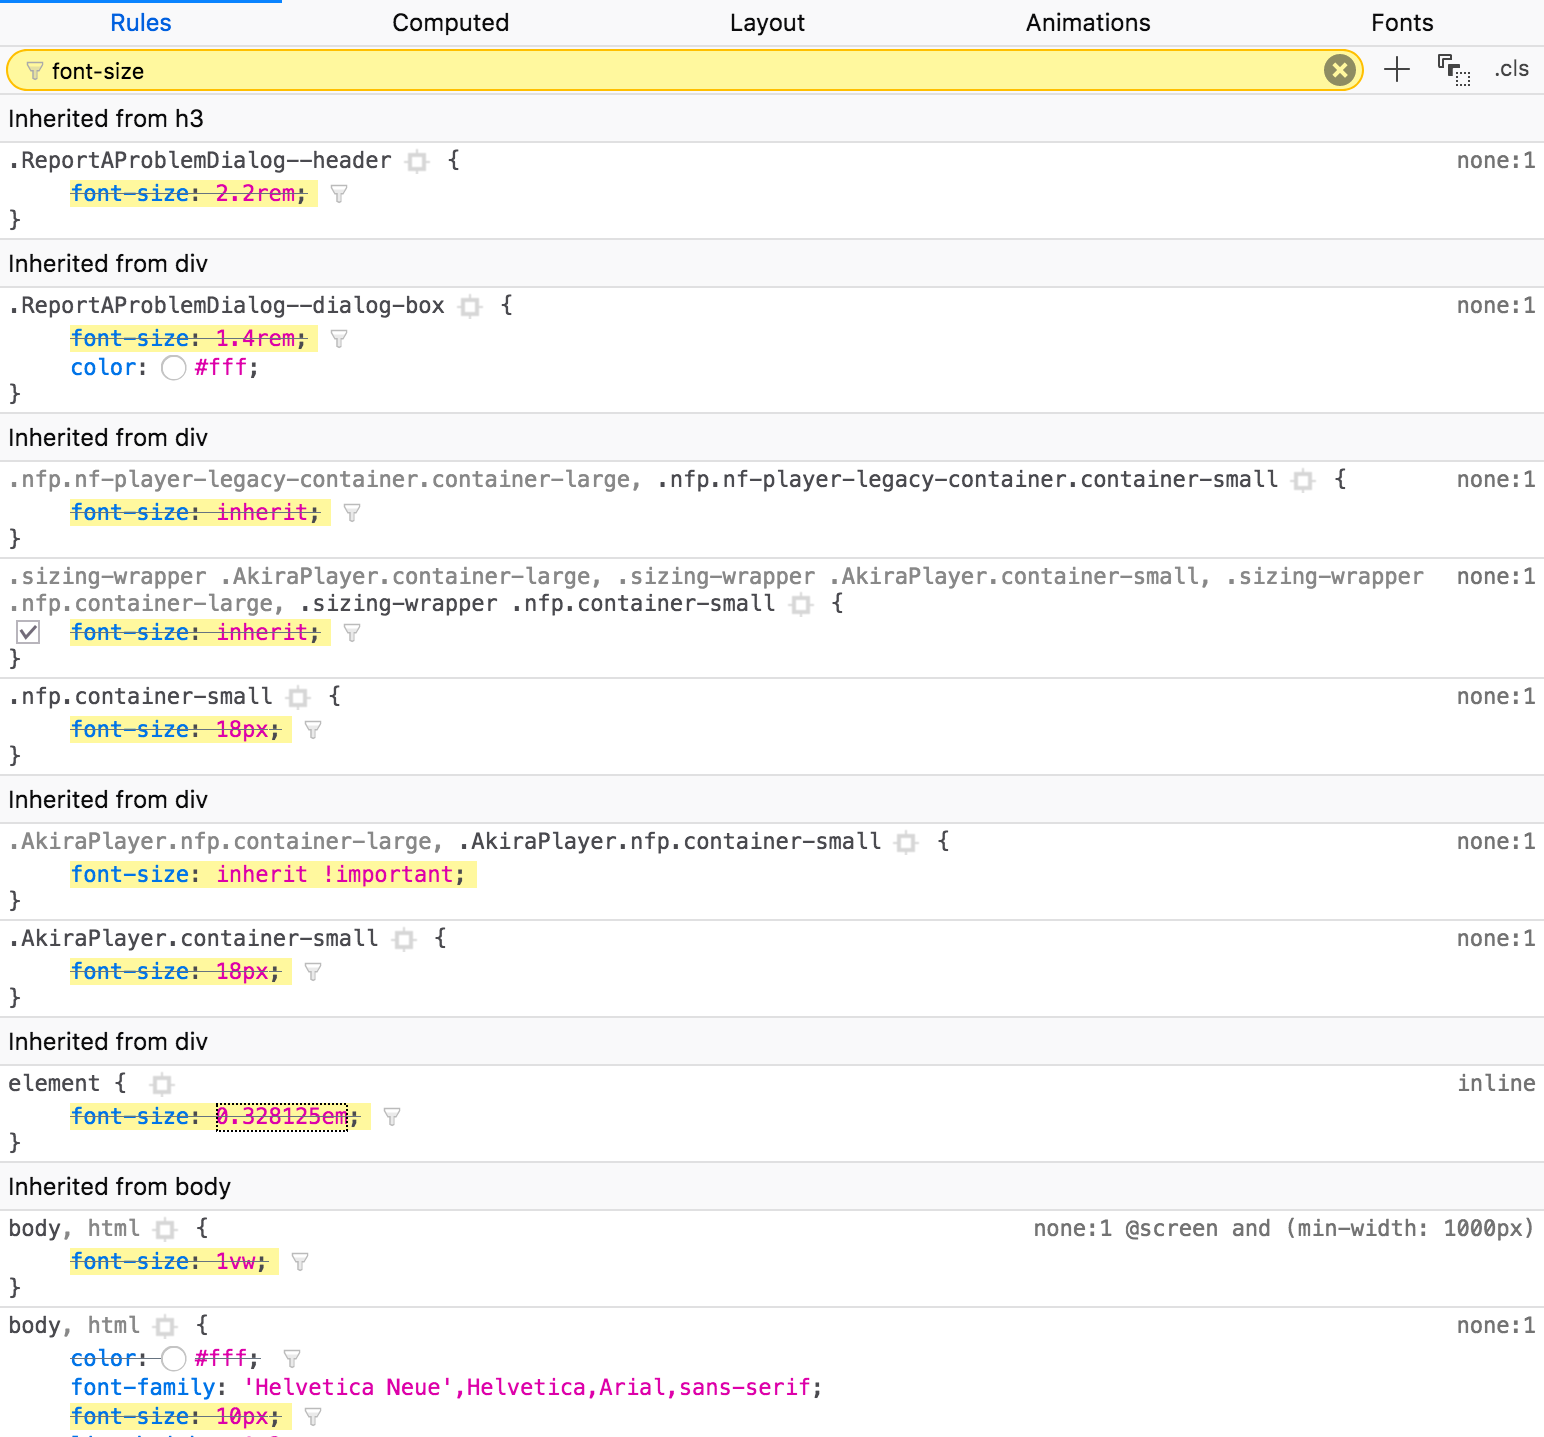 Rules Computed Layout Animations Fonts
font-size .cls
Inherited from h3
.ReportAProblemDialog--header { none:1
font-size: 2.2rem;
}
Inherited from div
.ReportAProblemDialog--dialog-box { none:1
font-size: 1.4rem;
color: #fff;
}
Inherited from div
.nfp.nf-player-legacy-container.container-large, .nfp.nf-player-legacy-container.container-small { none:1
font-size: inherit;
}
.sizing-wrapper .AkiraPlayer.container-large, .sizing-wrapper .AkiraPlayer.container-small, .sizing-wrapper none:1
.nfp.container-large, .sizing-wrapper .nfp.container-small {
font-size: inherit;
}
.nfp.container-small { none:1
font-size: 18px;
}
Inherited from div
.AkiraPlayer.nfp.container-large, .AkiraPlayer.nfp.container-small { none:1
font-size: inherit !important;
}
.AkiraPlayer.container-small { none:1
font-size: 18px;
}
Inherited from div
element { inline
font-size: 0.328125em;
}
Inherited from body
body, html { none:1 @screen and (min-width: 1000px)
font-size: 1vw;
}
body, html { none:1
color: #fff;
font-family: 'Helvetica Neue',Helvetica,Arial,sans-serif;
font-size: 10px;